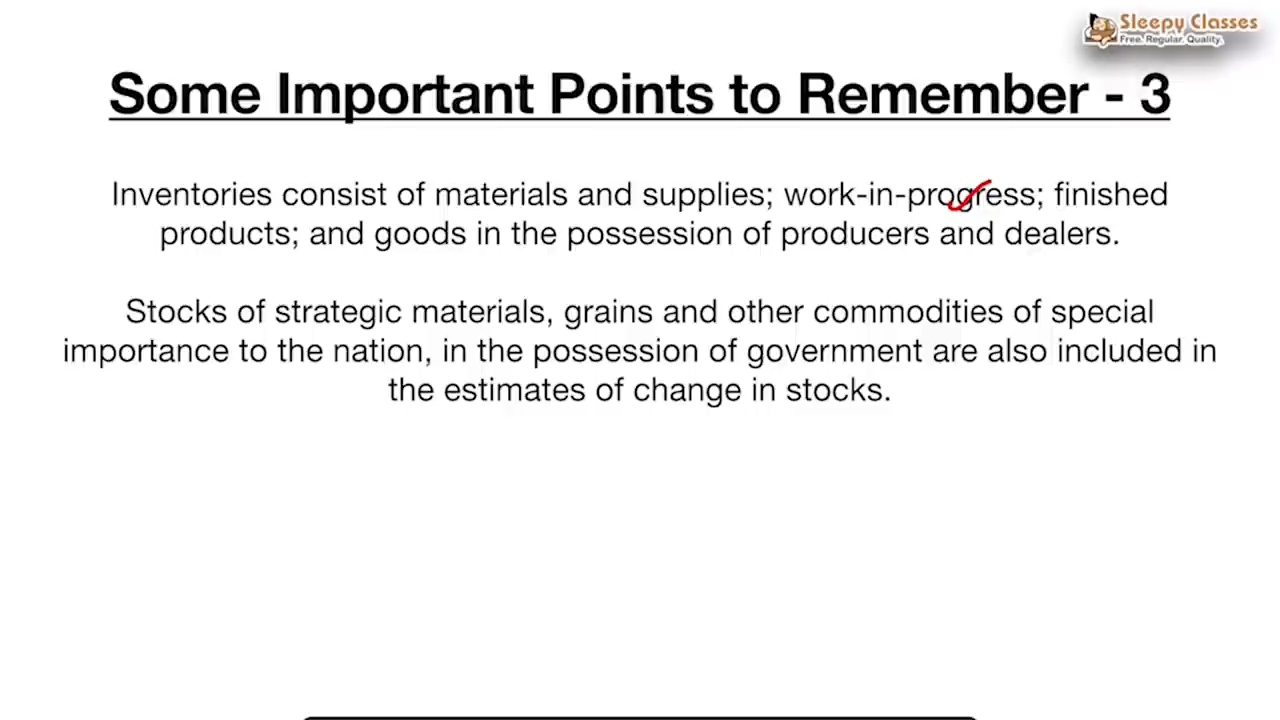 Sleepy Classes
Free. Regular. Quality.
Some Important Points to Remember - 3
Inventories consist of materials and supplies; work-in-progress; finished
products; and goods in the possession of producers and dealers.
Stocks of strategic materials, grains and other commodities of special
importance to the nation, in the possession of government are also included in
the estimates of change in stocks.